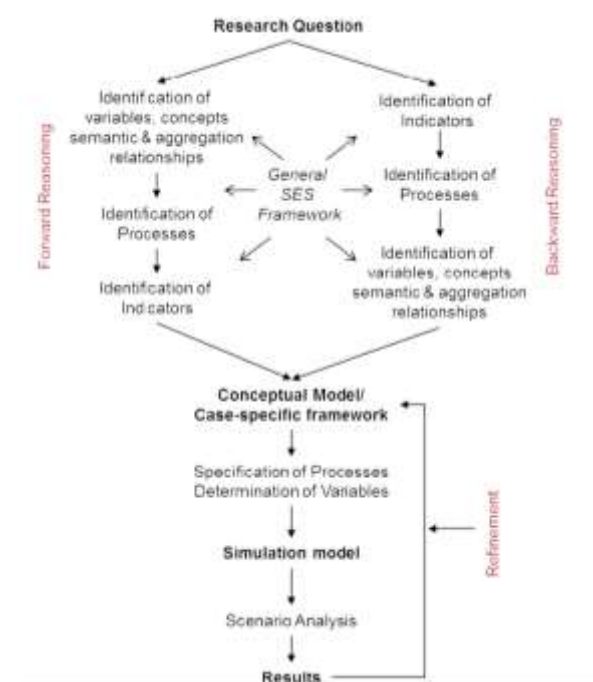 Research Question
Identification of
variables, concepts
semantic & aggregation
relationships
Identification of
Processes
Identification of
Indicators
Forward Reasoning
General
SES
Framework
Identification of
Indicators
Identification of
Processes
Identification of
variables, concepts
semantic & aggregation
relationships
Backward Reasoning
Conceptual Model/
Case-specific framework
Specification of Processes
Determination of Variables
Simulation model
Scenario Analysis
Results
Refinement